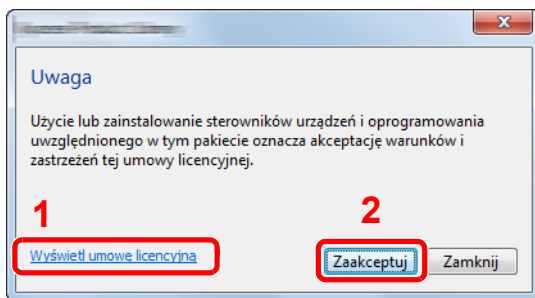 x
Uwaga
Użycie lub zainstalowanie sterowników urządzeń i oprogramowania
uwzględnionego w tym pakiecie oznacza akceptację warunków i
zastrzeżeń tej umowy licencyjnej.
1
2
Wyświetl umowę licencyjną
Zaakceptuj
Zamknij